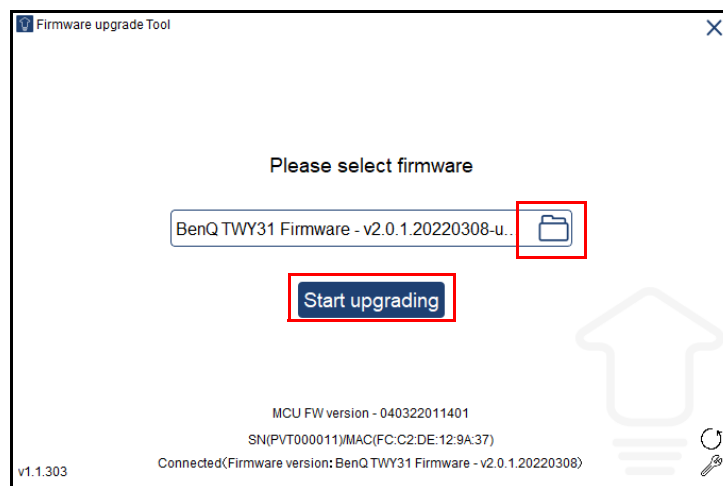 Firmware upgrade Tool
Please select firmware
BenQ TWY31 Firmware - v2.0.1.20220308-u..
Start upgrading
MCU FW version - 040322011401
SN(PVT000011)/MAC(FC:C2:DE:12:9A:37)
Connected(Firmware version: BenQ TWY31 Firmware - v2.0.1.20220308)
v1.1.303